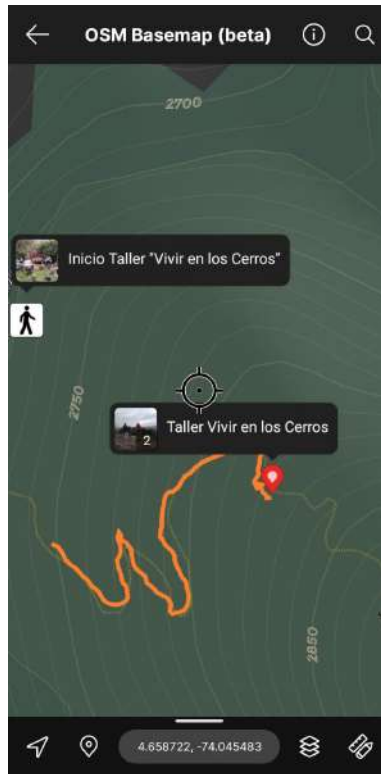 OSM Basemap (beta)
2700
Inicio Taller "Vivir en los Cerros"
2750
2
Taller Vivir en los Cerros
2850
4.658722, -74.045483